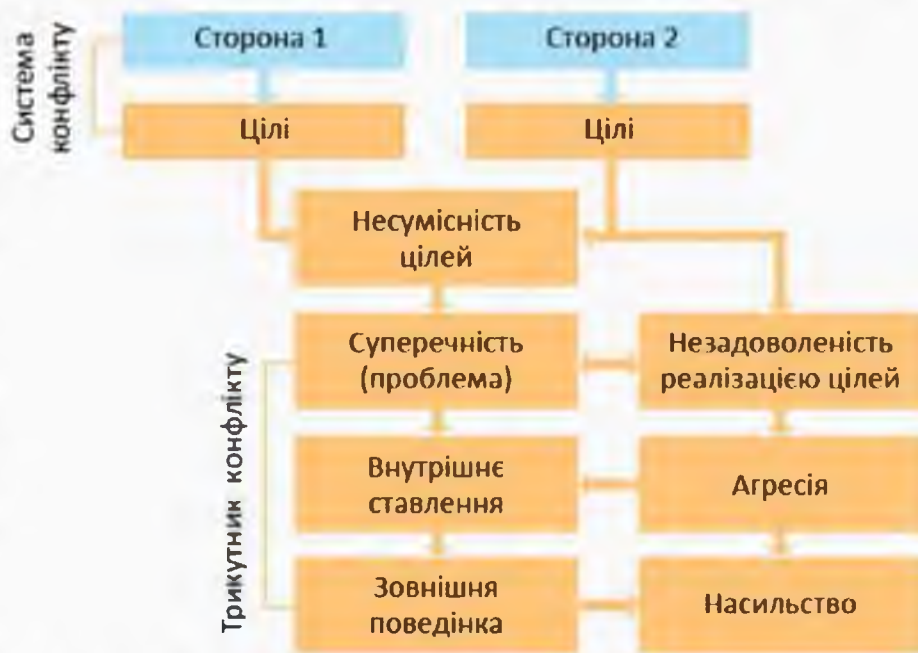 Система
конфлікту
Сторона 1
Сторона 2
Цілі
Цілі
Несумісність
цілей
Трикутник конфлікту
Суперечність
(проблема)
Незадоволеність
реалізацією цілей
Внутрішнє
ставлення
Агресія
Зовнішня
поведінка
Насильство